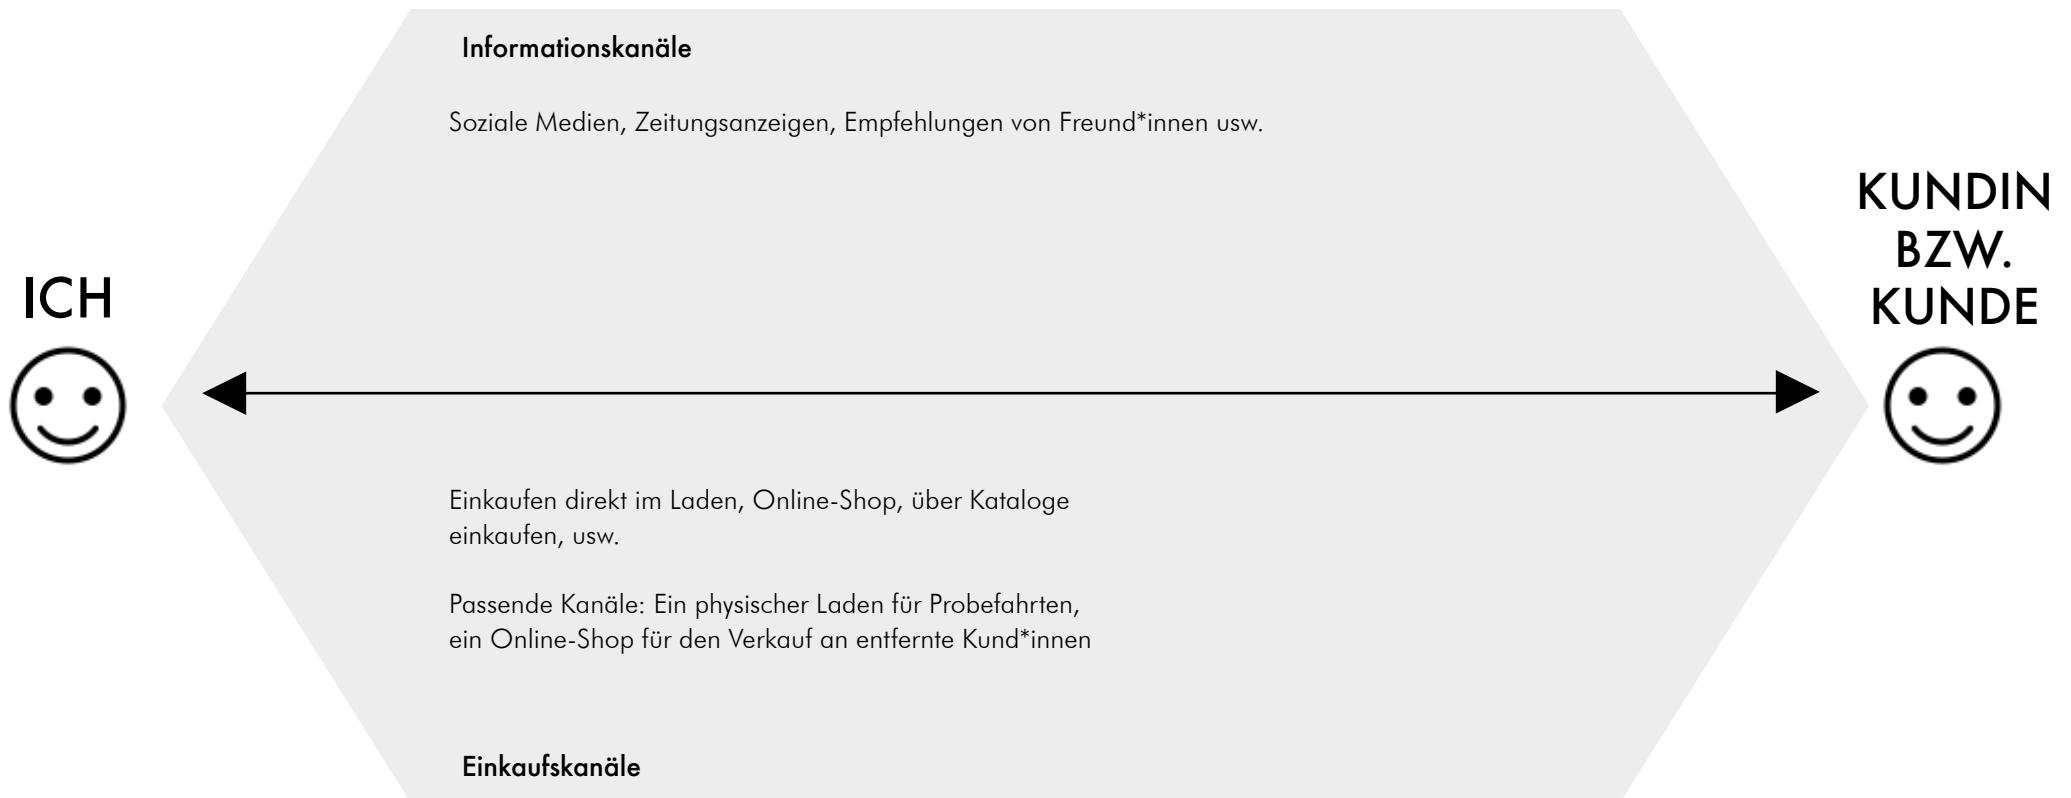 Informationskanäle
Soziale Medien, Zeitungsanzeigen, Empfehlungen von Freund*innen usw.
KUNDIN
BZW.
KUNDE
ICH
Einkaufen direkt im Laden, Online-Shop, über Kataloge
einkaufen, usw.
Passende Kanäle: Ein physischer Laden für Probefahrten,
ein Online-Shop für den Verkauf an entfernte Kund*innen
Einkaufskanäle